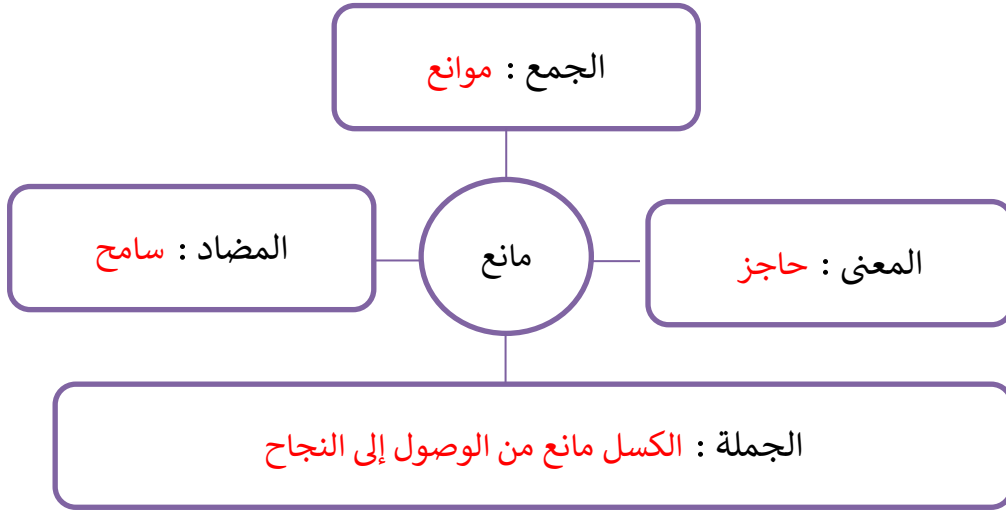 الجمع : موانع
المعنى : حاجز
مانع
المضاد : سامح
الجملة : الكسل مانع من الوصول إلى النجاح